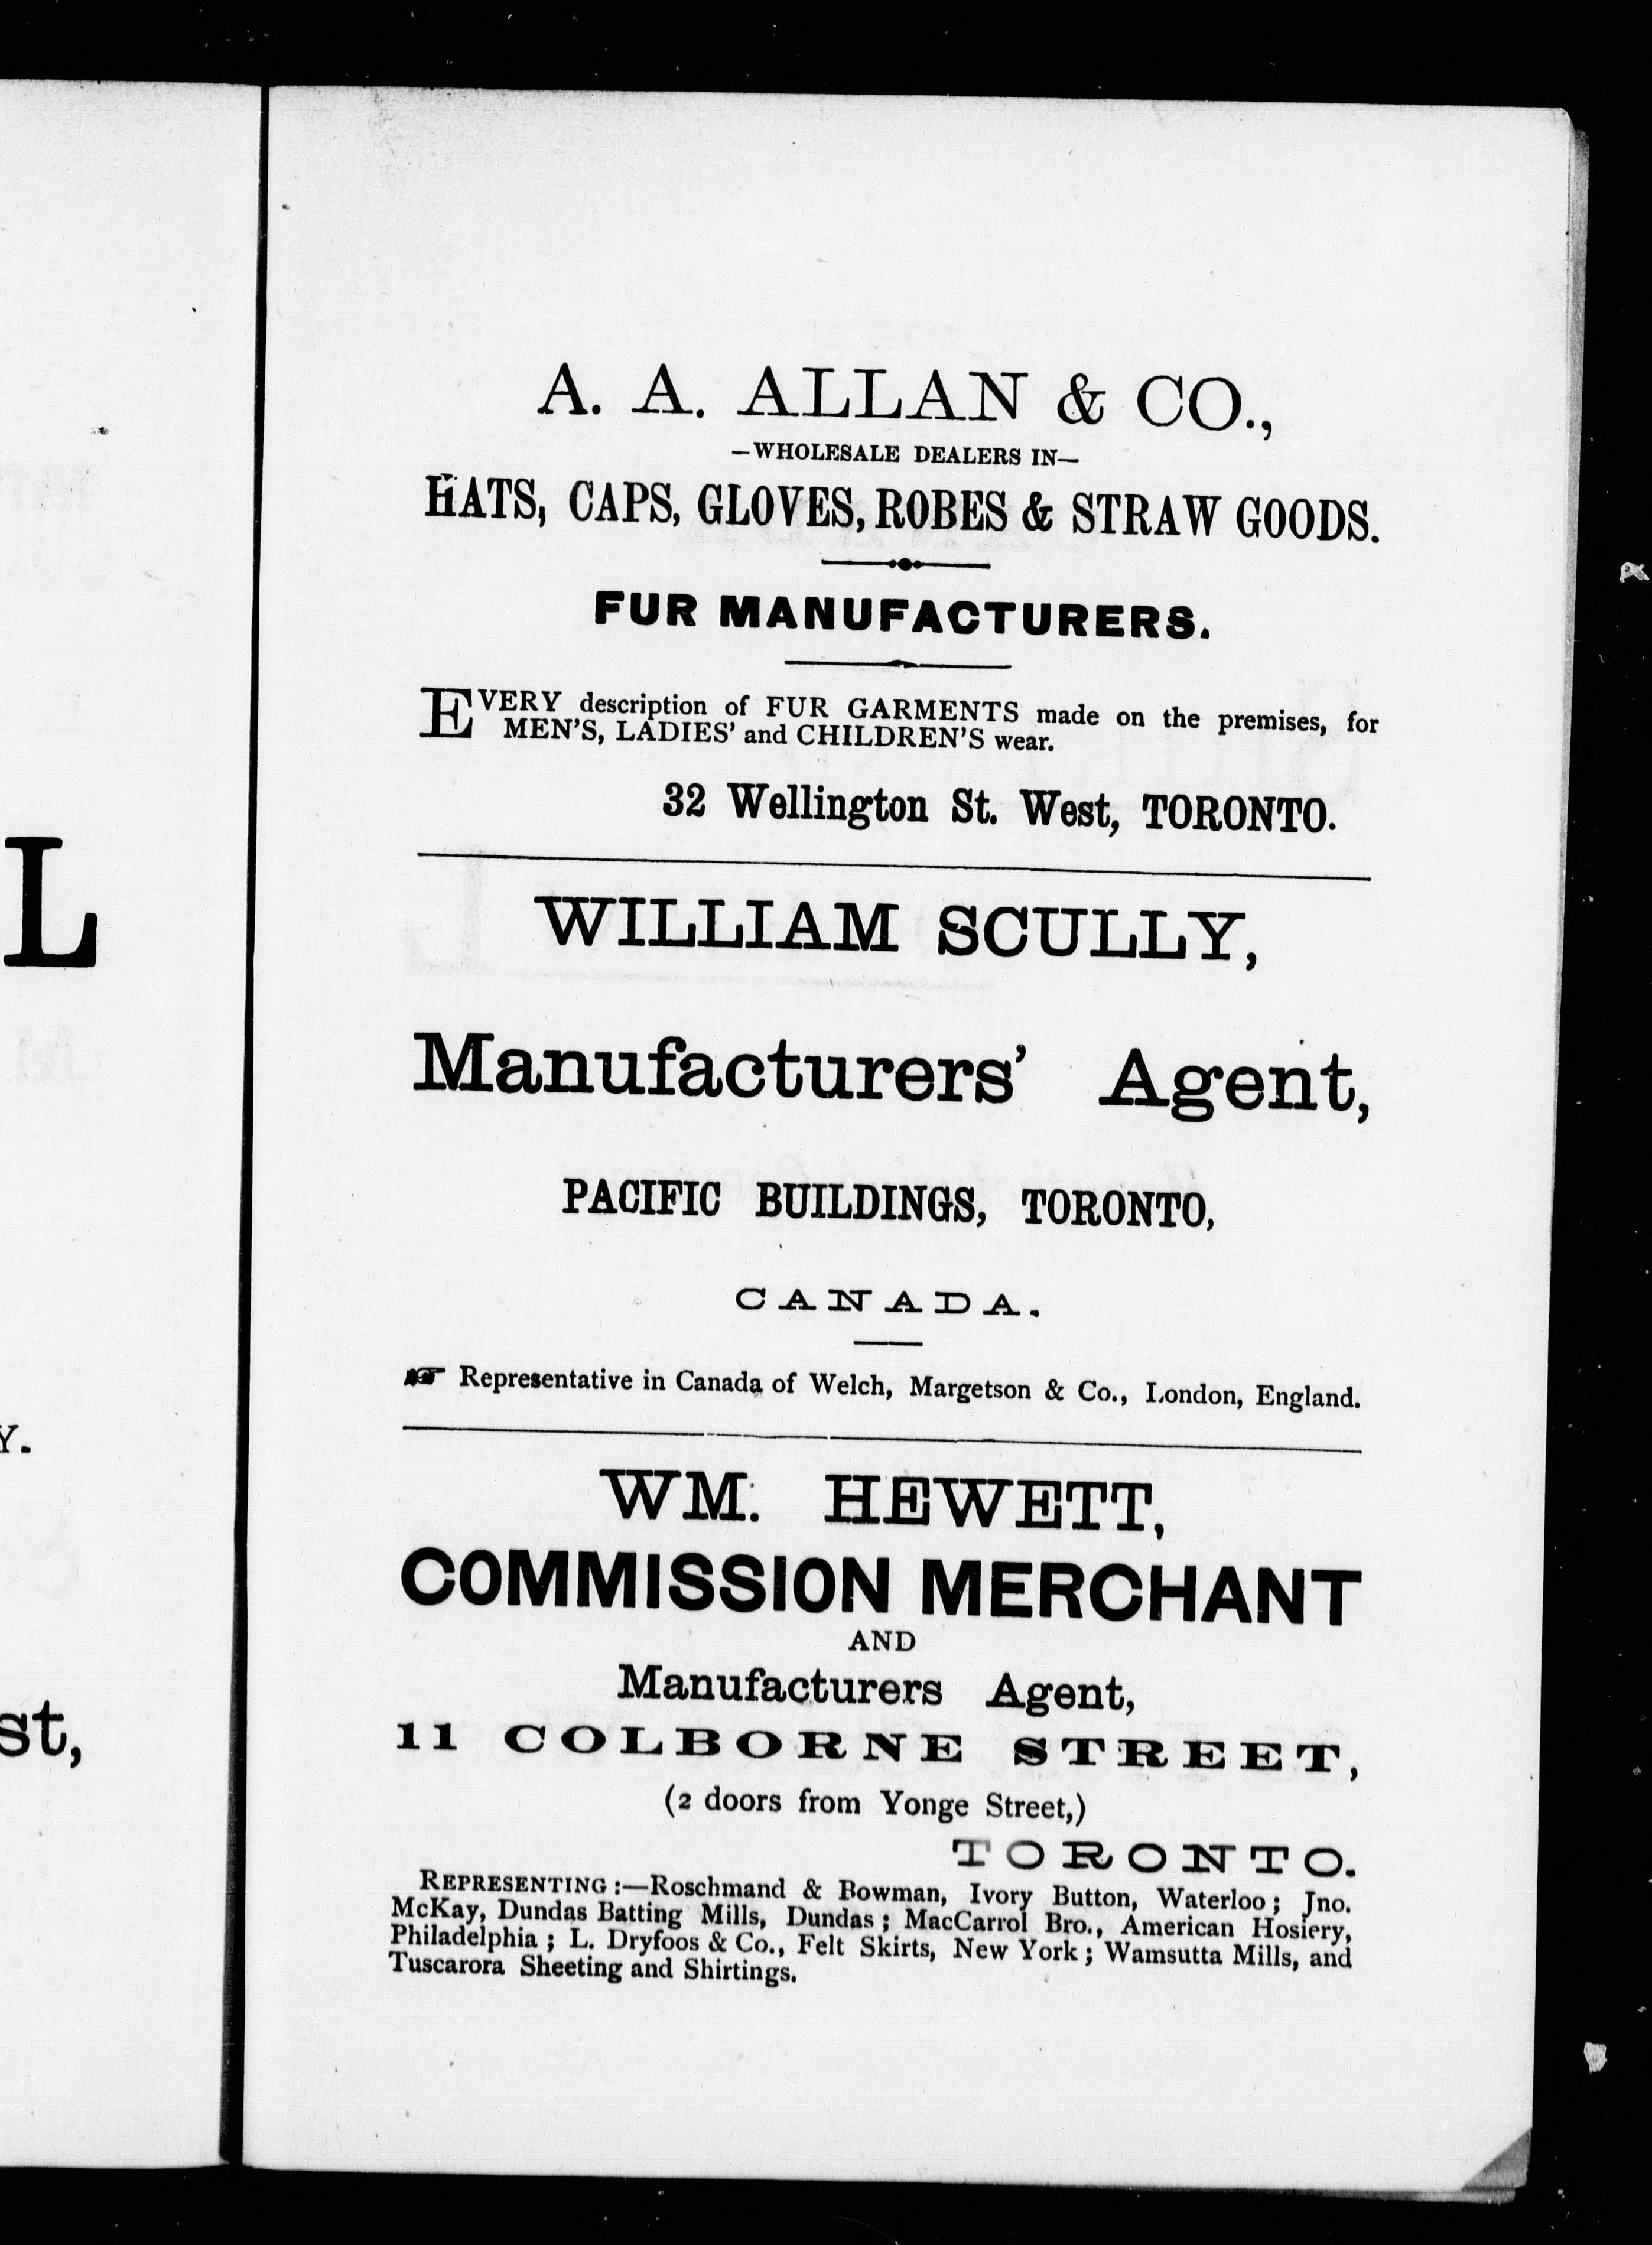 A. A. ALLAN & CO.,
—WHOLESALE DEALERS IN—
HATS, CAPS, GLOVES, ROBES & STRAW GOODS.
FUR MANUFACTURERS.
EVERY description of FUR GARMENTS made on the premises, for
MEN'S, LADIES' and CHILDREN'S wear.
32 Wellington St. West, TORONTO.
WILLIAM SCULLY,
Manufacturers' Agent,
PACIFIC BUILDINGS, TORONTO,
CANADA.
☞ Representative in Canada of Welch, Margetson & Co., London, England.
WM. HEWETT,
COMMISSION MERCHANT
AND
Manufacturers Agent,
11 COLBORNE STREET,
(2 doors from Yonge Street,)
TORONTO.
REPRESENTING:—Roschmand & Bowman, Ivory Button, Waterloo; Jno.
McKay, Dundas Batting Mills, Dundas; MacCarrol Bro., American Hosiery,
Philadelphia; L. Dryfoos & Co., Felt Skirts, New York; Wamsutta Mills, and
Tuscarora Sheeting and Shirtings.
L
Y.
st,